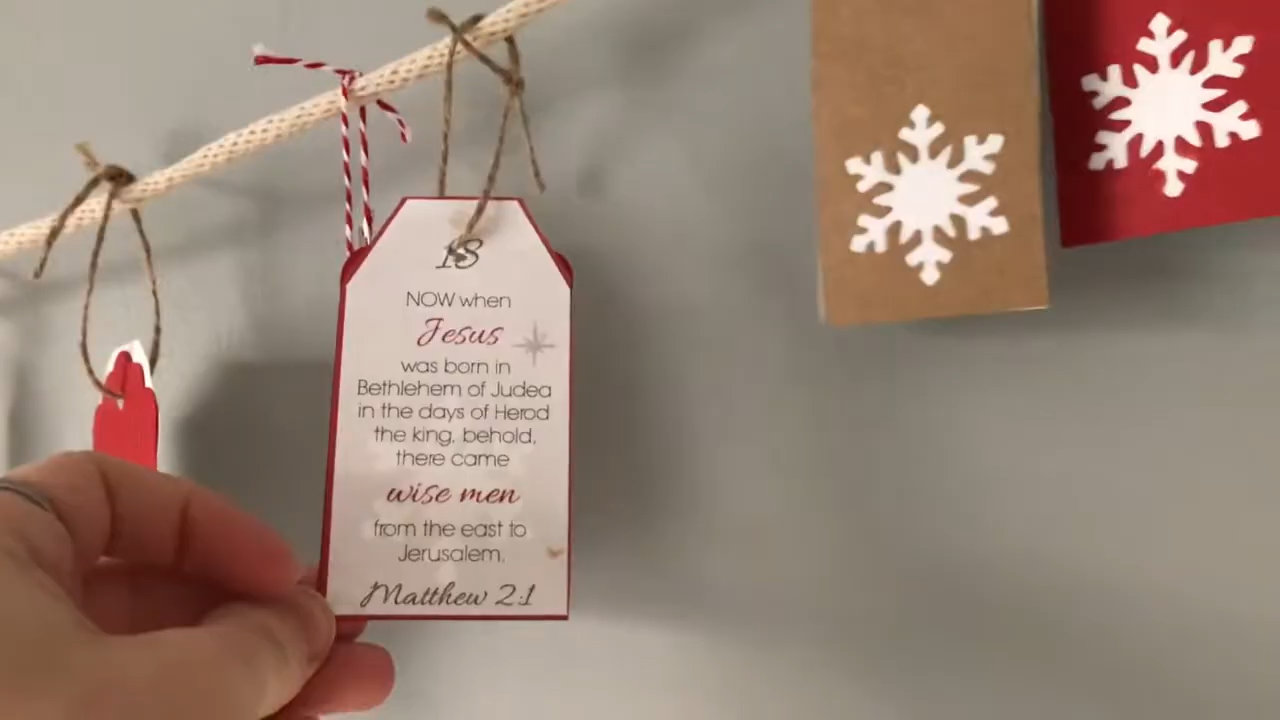 18
NOW when
Jesus
was born in
Bethlehem of Judea
in the days of Herod
the king, behold,
there came
wise men
from the east to
Jerusalem.
Matthew 2:1